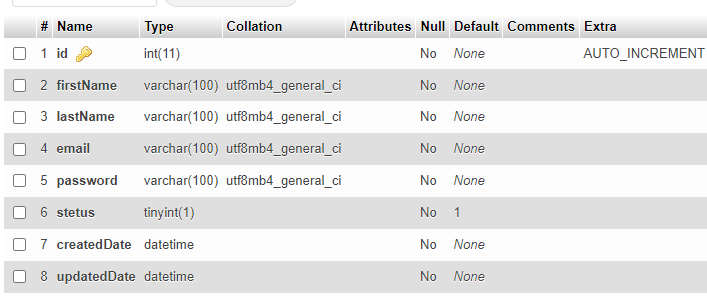 # Name Type Collation Attributes Null Default Comments Extra
1 id int(11) No None AUTO_INCREMENT
2 firstName varchar(100) utf8mb4_general_ci No None
3 lastName varchar(100) utf8mb4_general_ci No None
4 email varchar(100) utf8mb4_general_ci No None
5 password varchar(100) utf8mb4_general_ci No None
6 stetus tinyint(1) No 1
7 createdDate datetime No None
8 updatedDate datetime No None